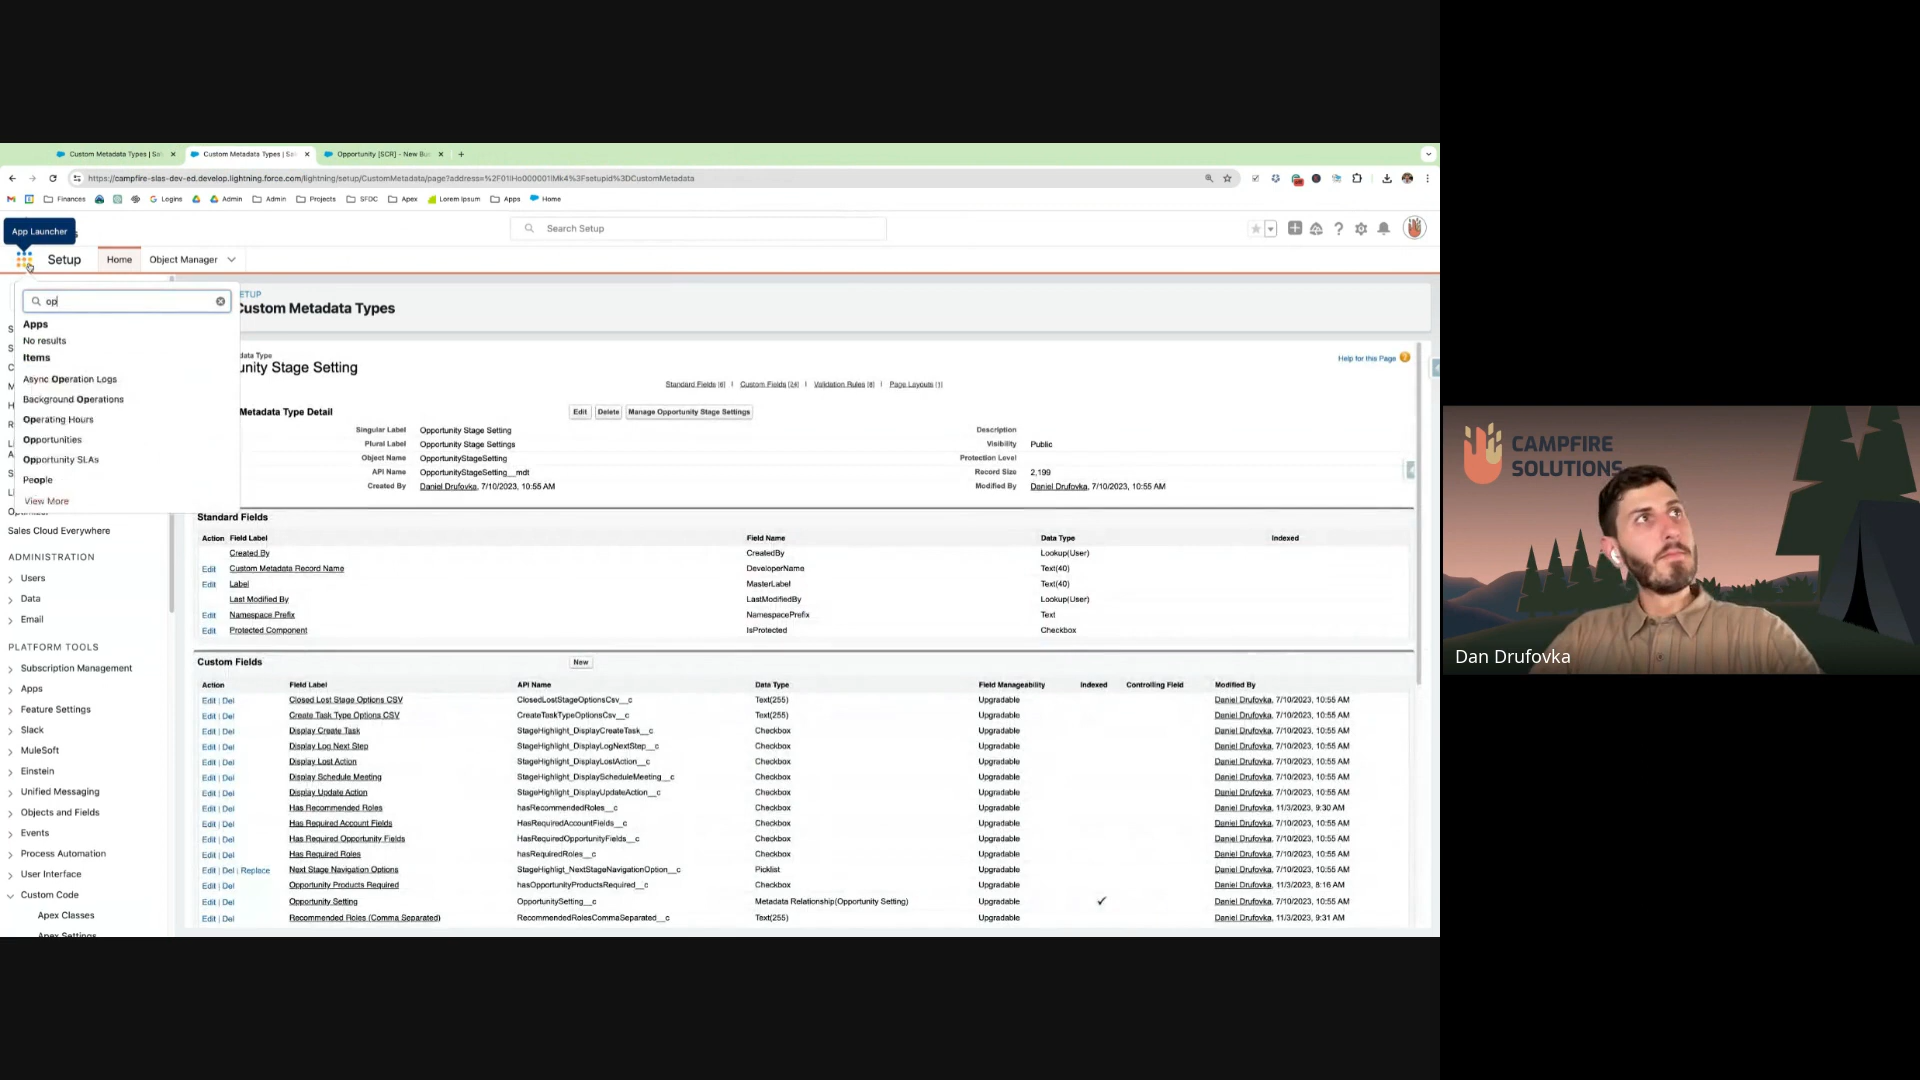 Custom Metadata Types | Sa
Custom Metadata Types | Sal
Opportunity [SCR] - New Bu
https://campfire-slas-dev-ed.develop.lightning.force.com/lightning/setup/CustomMetadata/page?address=%2F01IHo000001IMk4%3Fsetupid%3DCustomMetadata
Finances
Logins
Admin
Admin
Projects
SFDC
Apex
Lorem Ipsum
Apps
Home
App Launcher
Search Setup
Setup
Home
Object Manager
op
Apps
No results
Items
Async Operation Logs
Background Operations
Operating Hours
Opportunities
Opportunity SLAs
People
View More
Sales Cloud Everywhere
ADMINISTRATION
Users
Data
Email
PLATFORM TOOLS
Subscription Management
Apps
Feature Settings
Slack
MuleSoft
Einstein
Unified Messaging
Objects and Fields
Events
Process Automation
User Interface
Custom Code
Apex Classes
Apex Settings
ETUP
Custom Metadata Types
data Type
unity Stage Setting
Help for this Page
Standard Fields [6] | Custom Fields [24] | Validation Rules [8] | Page Layouts [1]
Metadata Type Detail
Edit Delete Manage Opportunity Stage Settings
Singular Label Opportunity Stage Setting Description
Plural Label Opportunity Stage Settings Visibility Public
Object Name OpportunityStageSetting Protection Level
API Name OpportunityStageSetting__mdt Record Size 2,199
Created By Daniel Drufovka, 7/10/2023, 10:55 AM Modified By Daniel Drufovka, 7/10/2023, 10:55 AM
Standard Fields
Action Field Label Field Name Data Type Indexed
Created By CreatedBy Lookup(User)
Edit Custom Metadata Record Name DeveloperName Text(40)
Edit Label MasterLabel Text(40)
Last Modified By LastModifiedBy Lookup(User)
Edit Namespace Prefix NamespacePrefix Text
Edit Protected Component IsProtected Checkbox
Custom Fields New
Action Field Label API Name Data Type Field Manageability Indexed Controlling Field Modified By
Edit | Del Closed Lost Stage Options CSV ClosedLostStageOptionsCsv__c Text(255) Upgradable Daniel Drufovka, 7/10/2023, 10:55 AM
Edit | Del Create Task Type Options CSV CreateTaskTypeOptionsCsv__c Text(255) Upgradable Daniel Drufovka, 7/10/2023, 10:55 AM
Edit | Del Display Create Task StageHighlight_DisplayCreateTask__c Checkbox Upgradable Daniel Drufovka, 7/10/2023, 10:55 AM
Edit | Del Display Log Next Step StageHighlight_DisplayLogNextStep__c Checkbox Upgradable Daniel Drufovka, 7/10/2023, 10:55 AM
Edit | Del Display Lost Action StageHighlight_DisplayLostAction__c Checkbox Upgradable Daniel Drufovka, 7/10/2023, 10:55 AM
Edit | Del Display Schedule Meeting StageHighlight_DisplayScheduleMeeting__c Checkbox Upgradable Daniel Drufovka, 7/10/2023, 10:55 AM
Edit | Del Display Update Action StageHighlight_DisplayUpdateAction__c Checkbox Upgradable Daniel Drufovka, 7/10/2023, 10:55 AM
Edit | Del Has Recommended Roles hasRecommendedRoles__c Checkbox Upgradable Daniel Drufovka, 11/3/2023, 9:30 AM
Edit | Del Has Required Account Fields HasRequiredAccountFields__c Checkbox Upgradable Daniel Drufovka, 7/10/2023, 10:55 AM
Edit | Del Has Required Opportunity Fields HasRequiredOpportunityFields__c Checkbox Upgradable Daniel Drufovka, 7/10/2023, 10:55 AM
Edit | Del Has Required Roles hasRequiredRoles__c Checkbox Upgradable Daniel Drufovka, 7/10/2023, 10:55 AM
Edit | Del | Replace Next Stage Navigation Options StageHighligt_NextStageNavigationOption__c Picklist Upgradable Daniel Drufovka, 7/10/2023, 10:55 AM
Edit | Del Opportunity Products Required hasOpportunityProductsRequired__c Checkbox Upgradable Daniel Drufovka, 11/3/2023, 8:16 AM
Edit | Del Opportunity Setting OpportunitySetting__c Metadata Relationship(Opportunity Setting) Upgradable Daniel Drufovka, 7/10/2023, 10:55 AM
Edit | Del Recommended Roles (Comma Separated) RecommendedRolesCommaSeparated__c Text(255) Upgradable Daniel Drufovka, 11/3/2023, 9:31 AM
CAMPFIRE
SOLUTIONS
Dan Drufovka